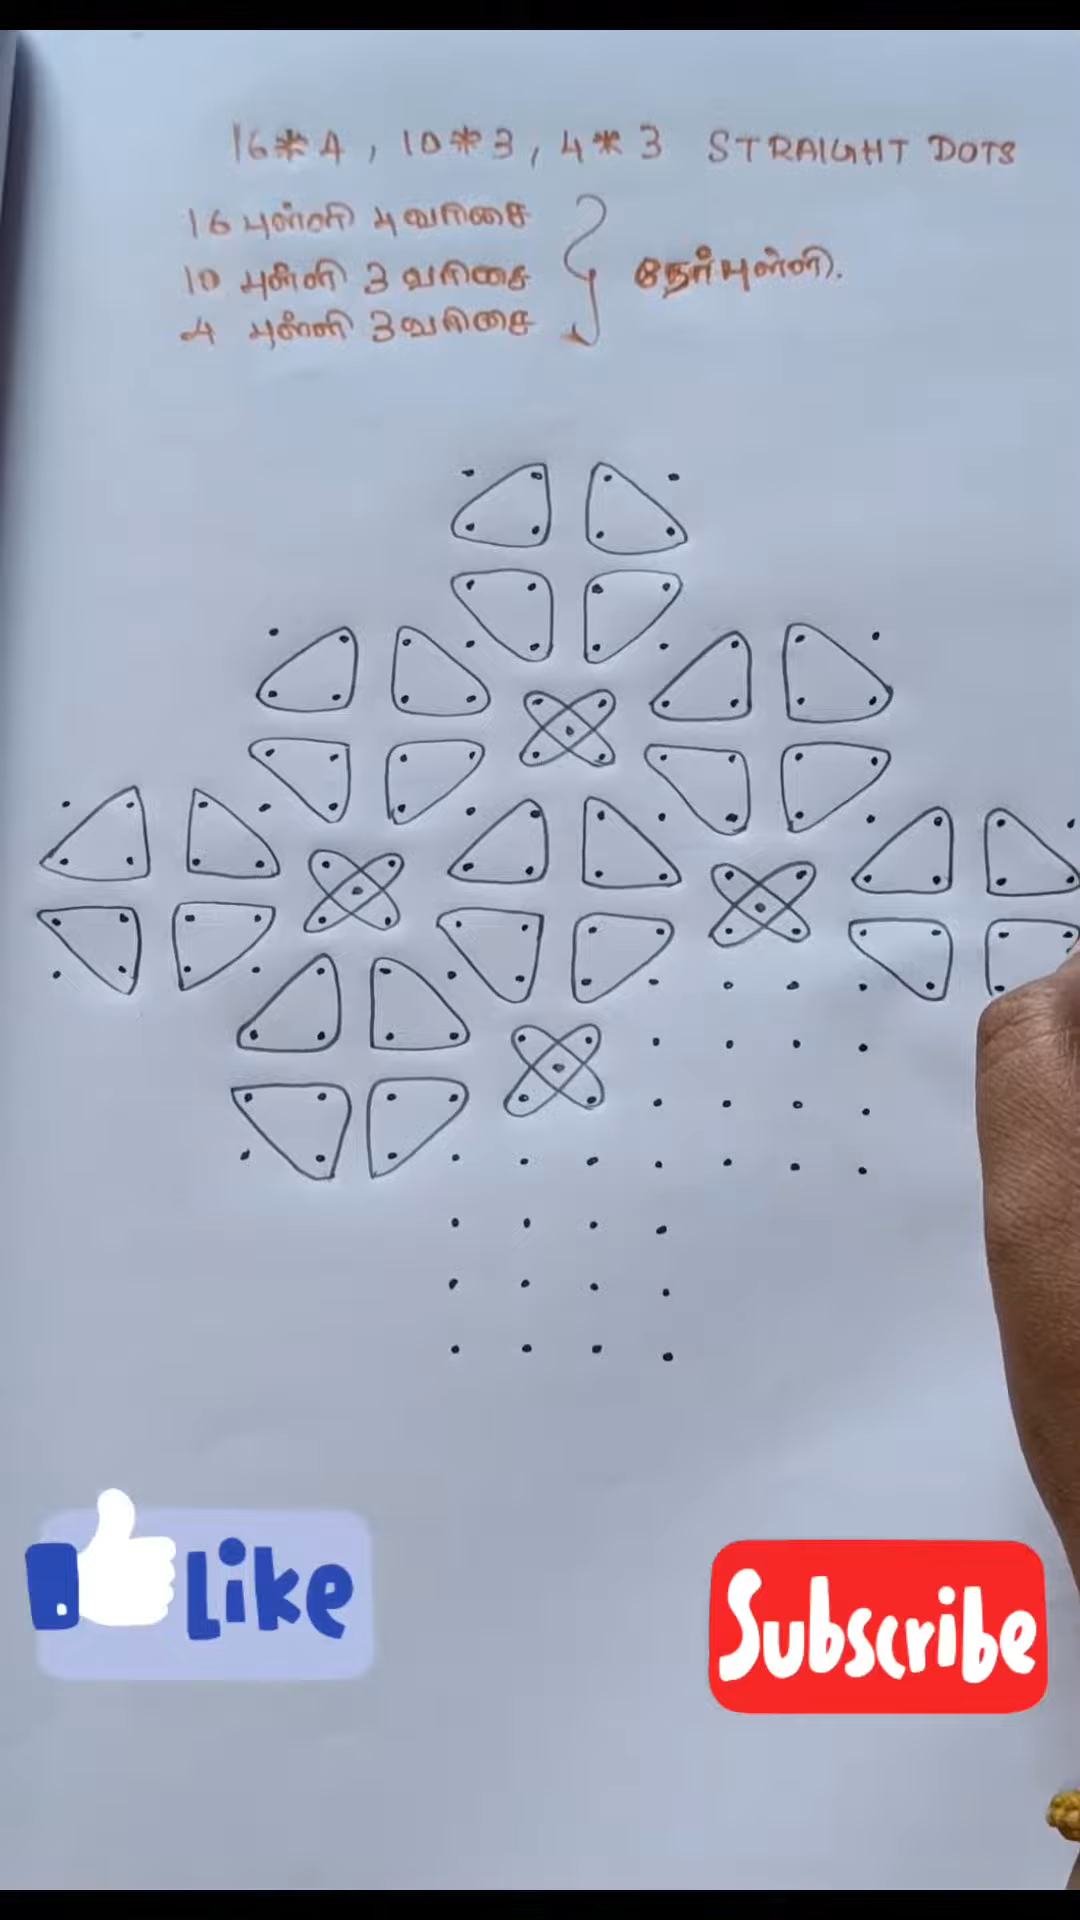 16*4, 10*3, 4*3 STRAIGHT DOTS
16 புள்ளி 4 வரிசை
10 புள்ளி 3 வரிசை
4 புள்ளி 3 வரிசை
நேர்புள்ளி.
Like
Subscribe